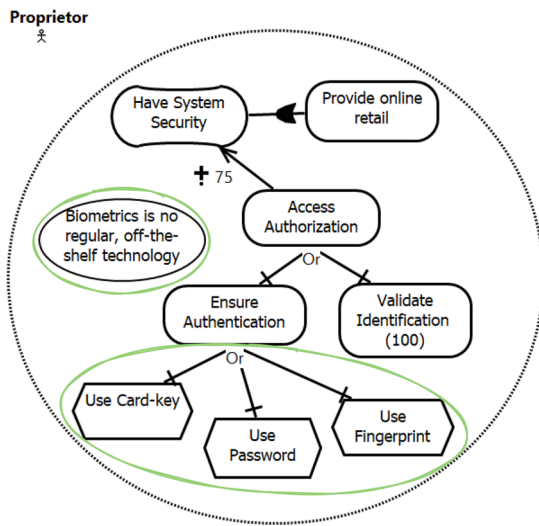 Proprietor
Have System
Security
Provide online
retail
75
Biometrics is no
regular, off-the-
shelf technology
Access
Authorization
Or
Ensure
Authentication
Validate
Identification
(100)
Or
Use Card-key
Use
Password
Use
Fingerprint